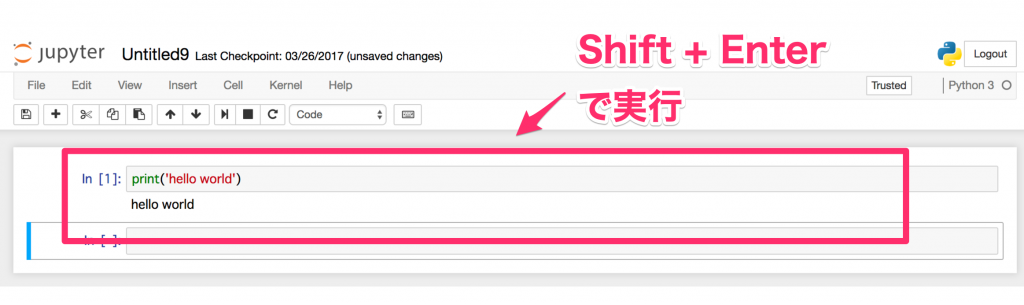 jupyter Untitled9 Last Checkpoint: 03/26/2017 (unsaved changes) Logout
Shift + Enter
で実行
File Edit View Insert Cell Kernel Help Trusted Python 3
Code
In [1]: print('hello world')
hello world
In [ ]: